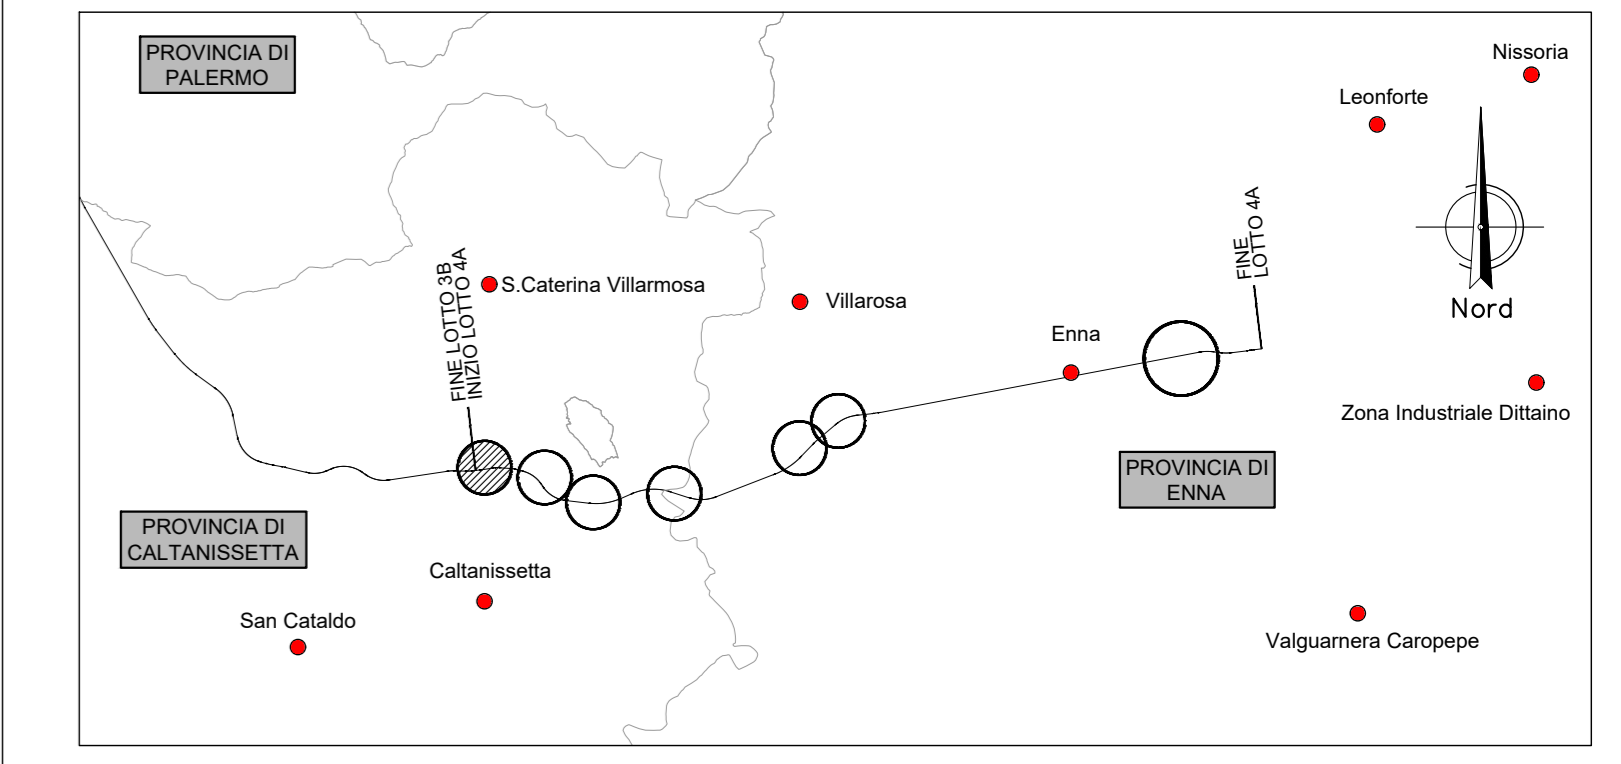 PROVINCIA DI
PALERMO
Nissoria
Leonforte
FINE
LOTTO 4A
FINE LOTTO 3B
INIZIO LOTTO 4A
S.Caterina Villarmosa
Villarosa
Nord
Enna
Zona Industriale Dittaino
PROVINCIA DI
ENNA
PROVINCIA DI
CALTANISSETTA
Caltanissetta
San Cataldo
Valguarnera Caropepe